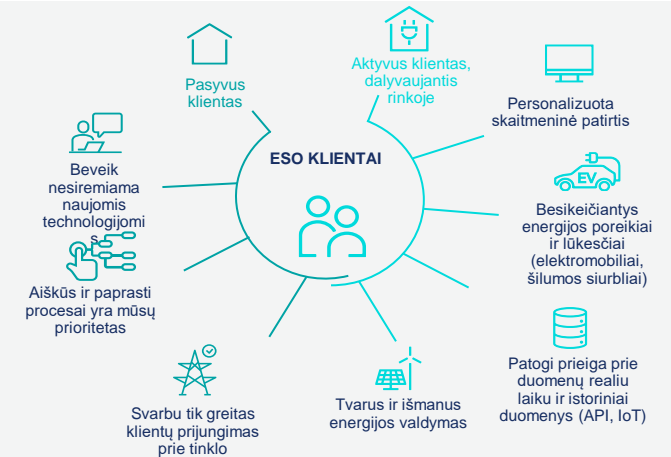 Pasyvus
klientas
Aktyvus klientas,
dalyvaujantis
rinkoje
Personalizuota
skaitmeninė patirtis
ESO KLIENTAI
Beveik
nesiremiama
naujomis
technologijomi
s
EV
Besikeičiantys
energijos poreikiai
ir lūkesčiai
(elektromobiliai,
šilumos siurbliai)
Aiškūs ir paprasti
procesai yra mūsų
prioritetas
Svarbu tik greitas
klientų prijungimas
prie tinklo
Tvarus ir išmanus
energijos valdymas
Patogi prieiga prie
duomenų realiu
laiku ir istoriniai
duomenys (API, IoT)